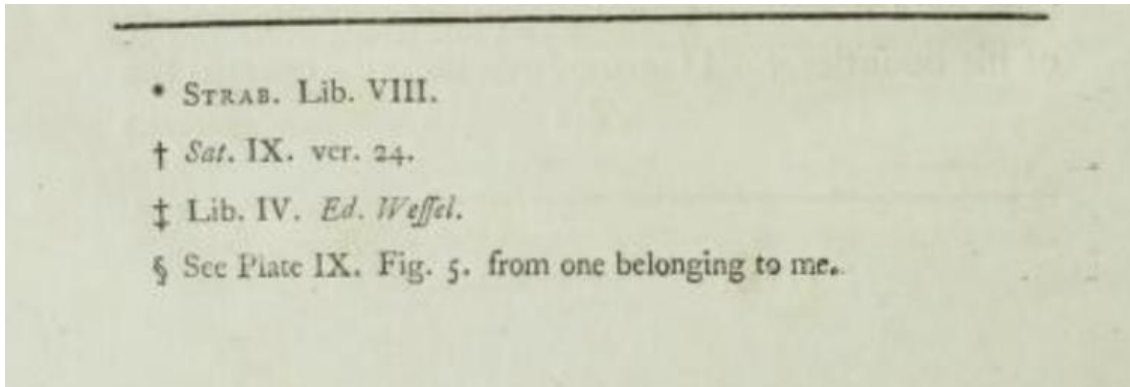 * STRAB. Lib. VIII.
† Sat. IX. ver. 24.
‡ Lib. IV. Ed. Weſſel.
§ See Plate IX. Fig. 5. from one belonging to me.